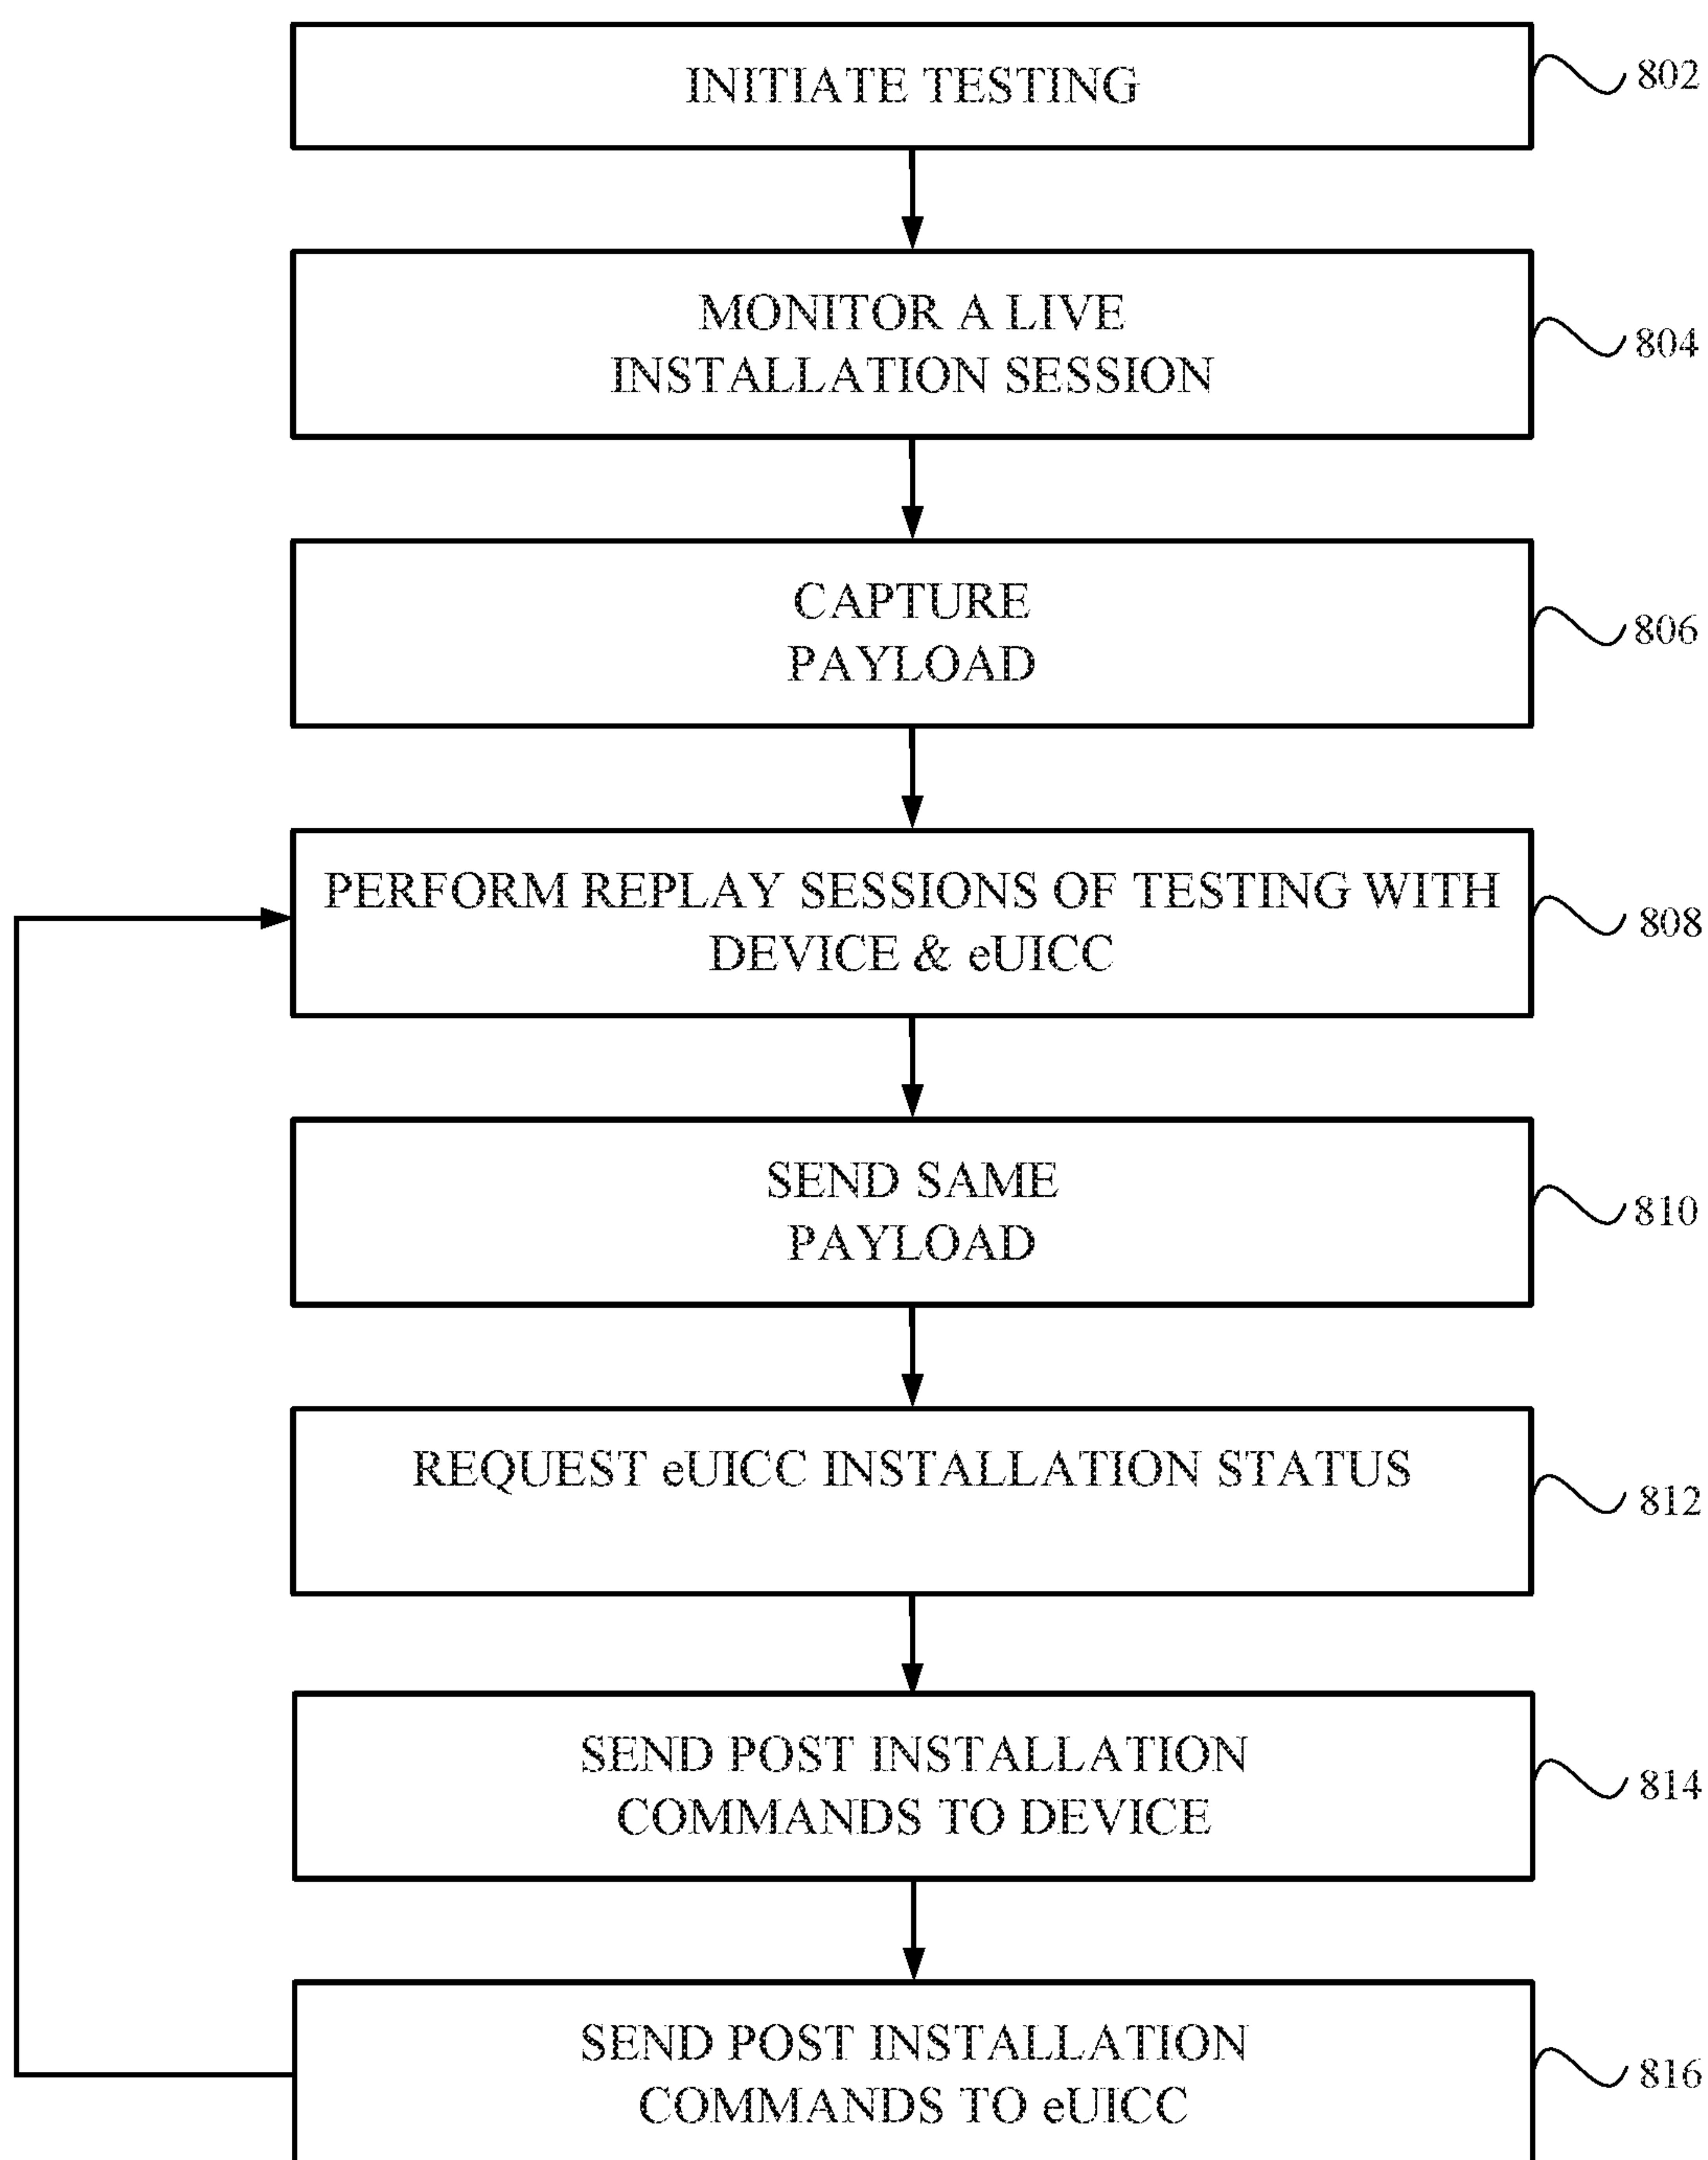 INITIATE TESTING
802
MONITOR A LIVE
INSTALLATION SESSION
804
CAPTURE
PAYLOAD
806
PERFORM REPLAY SESSIONS OF TESTING WITH
DEVICE & eUICC
808
SEND SAME
PAYLOAD
810
REQUEST eUICC INSTALLATION STATUS
812
SEND POST INSTALLATION
COMMANDS TO DEVICE
814
SEND POST INSTALLATION
COMMANDS TO eUICC
816